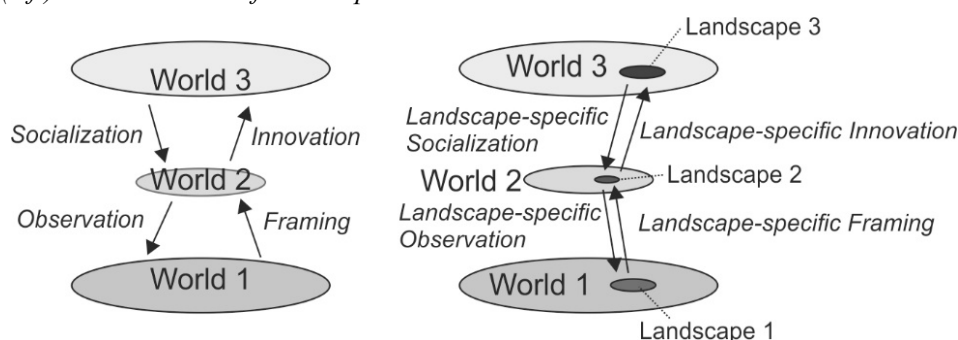 World 3
Socialization
Innovation
World 2
Observation
Framing
World 1
Landscape 3
World 3
Landscape-specific
Socialization
Landscape-specific Innovation
World 2
Landscape 2
Landscape-specific
Observation
Landscape-specific Framing
World 1
Landscape 1